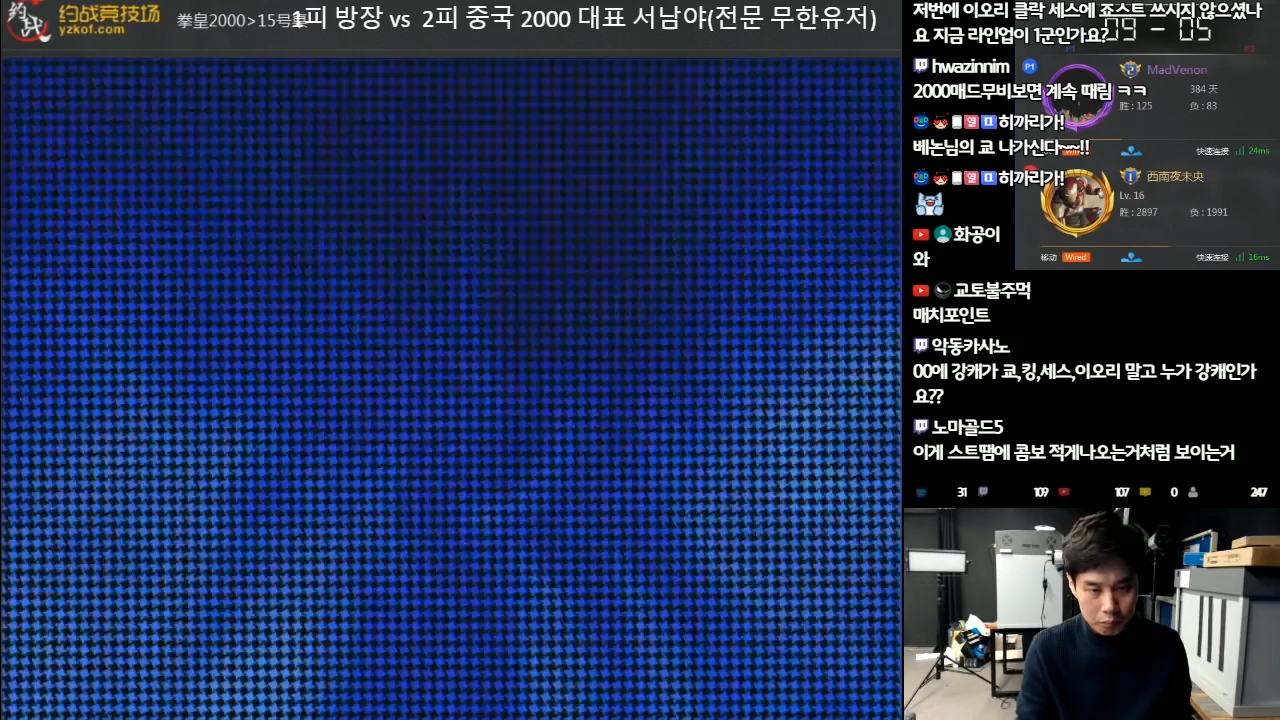 约战竞技场
yzkof.com
拳皇2000>15号集
1피 방장 vs 2피 중국 2000 대표 서남야(전문 무한유저)
저번에 이오리 클락 세스에 죠스트 쓰시지 않으셨나
요 지금 라인업이 1군인가요?
09 - 05
P1
P2
hwazinnim
P1
MadVenon
2000매드무비보면 계속 때림 ㅋㅋ
384 天
胜 : 125
负 : 83
열
히까리가!
베논님의 쿄 나가신다~~!!
快速连接
24ms
열
히까리가!
西南夜未央
Lv. 16
胜 : 2897
负 : 1991
화공이
와
移动
Wired
快速连接
16ms
교토불주먹
매치포인트
악동카사노
00에 강캐가 쿄,킹,세스,이오리 말고 누가 강캐인가
요??
노마골드5
이게 스트땜에 콤보 적게나오는거처럼 보이는거
31
109
107
0
247